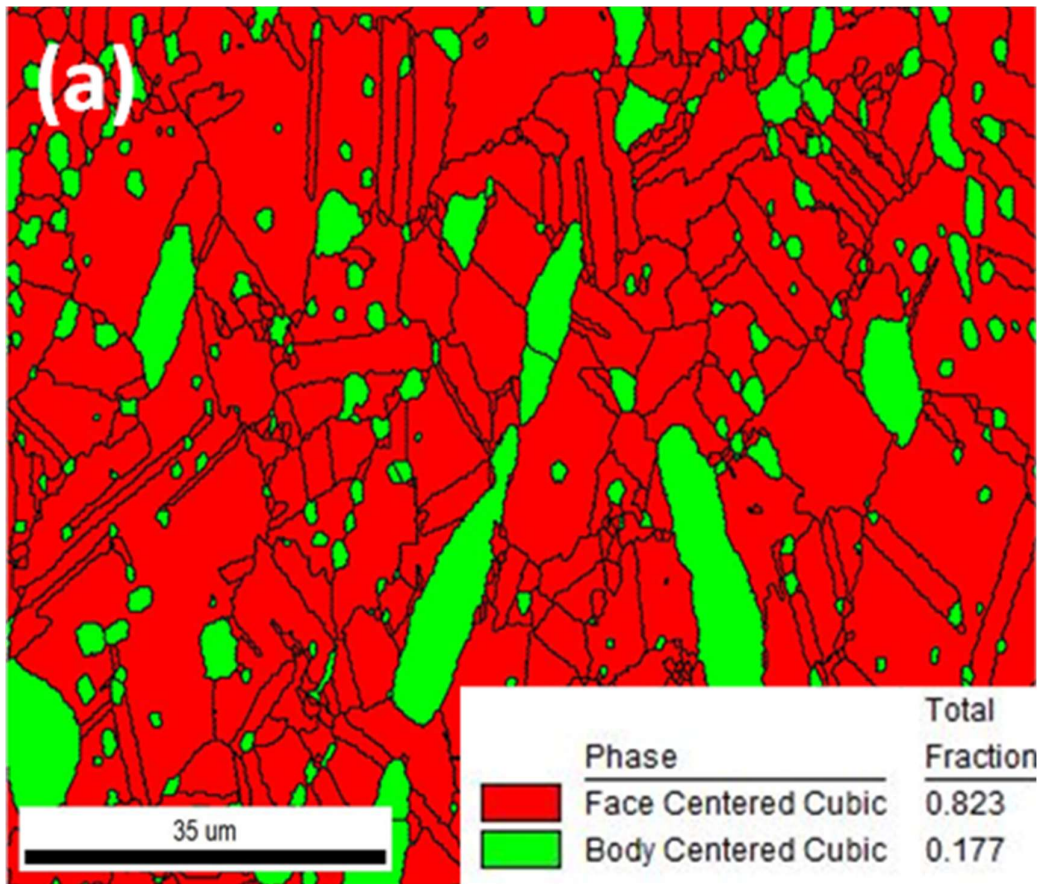 (a)
Total
Phase Fraction
Face Centered Cubic 0.823
Body Centered Cubic 0.177
35 um